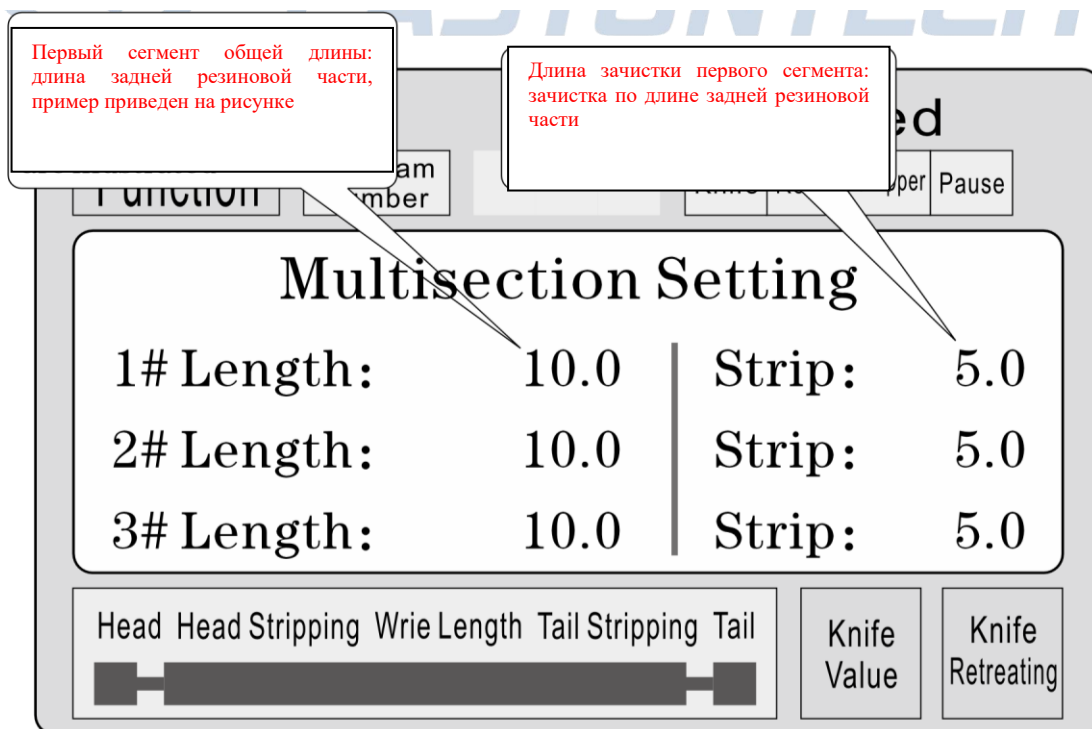 Первый сегмент общей длины:
длина задней резиновой части,
пример приведен на рисунке
Длина зачистки первого сегмента:
зачистка по длине задней резиновой
части
Function
Pause
Multisection Setting
1# Length: 10.0 Strip: 5.0
2# Length: 10.0 Strip: 5.0
3# Length: 10.0 Strip: 5.0
Head Head Stripping Wrie Length Tail Stripping Tail
Knife
Value
Knife
Retreating